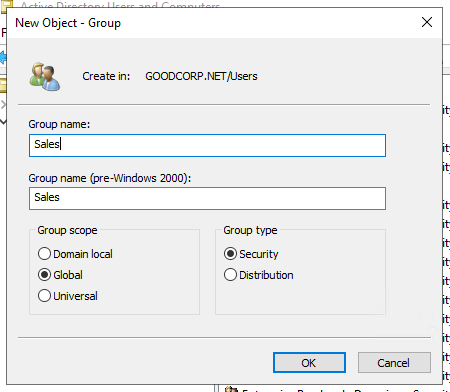 Active Directory Users and Computers
New Object - Group
Create in: GOODCORP.NET/Users
Group name:
Sales
Group name (pre-Windows 2000):
Sales
Group scope
Domain local
Global
Universal
Group type
Security
Distribution
OK
Cancel